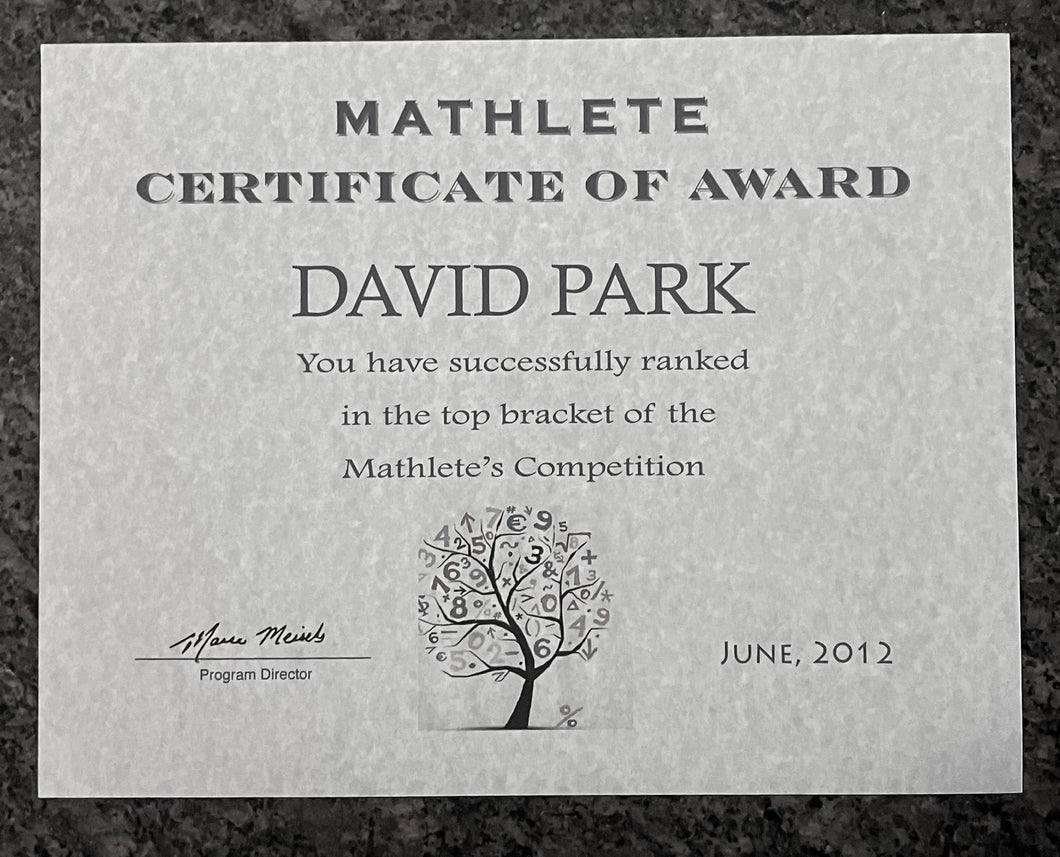 MATHLETE
CERTIFICATE OF AWARD
DAVID PARK
You have successfully ranked
in the top bracket of the
Mathlete's Competition
Program Director
JUNE, 2012